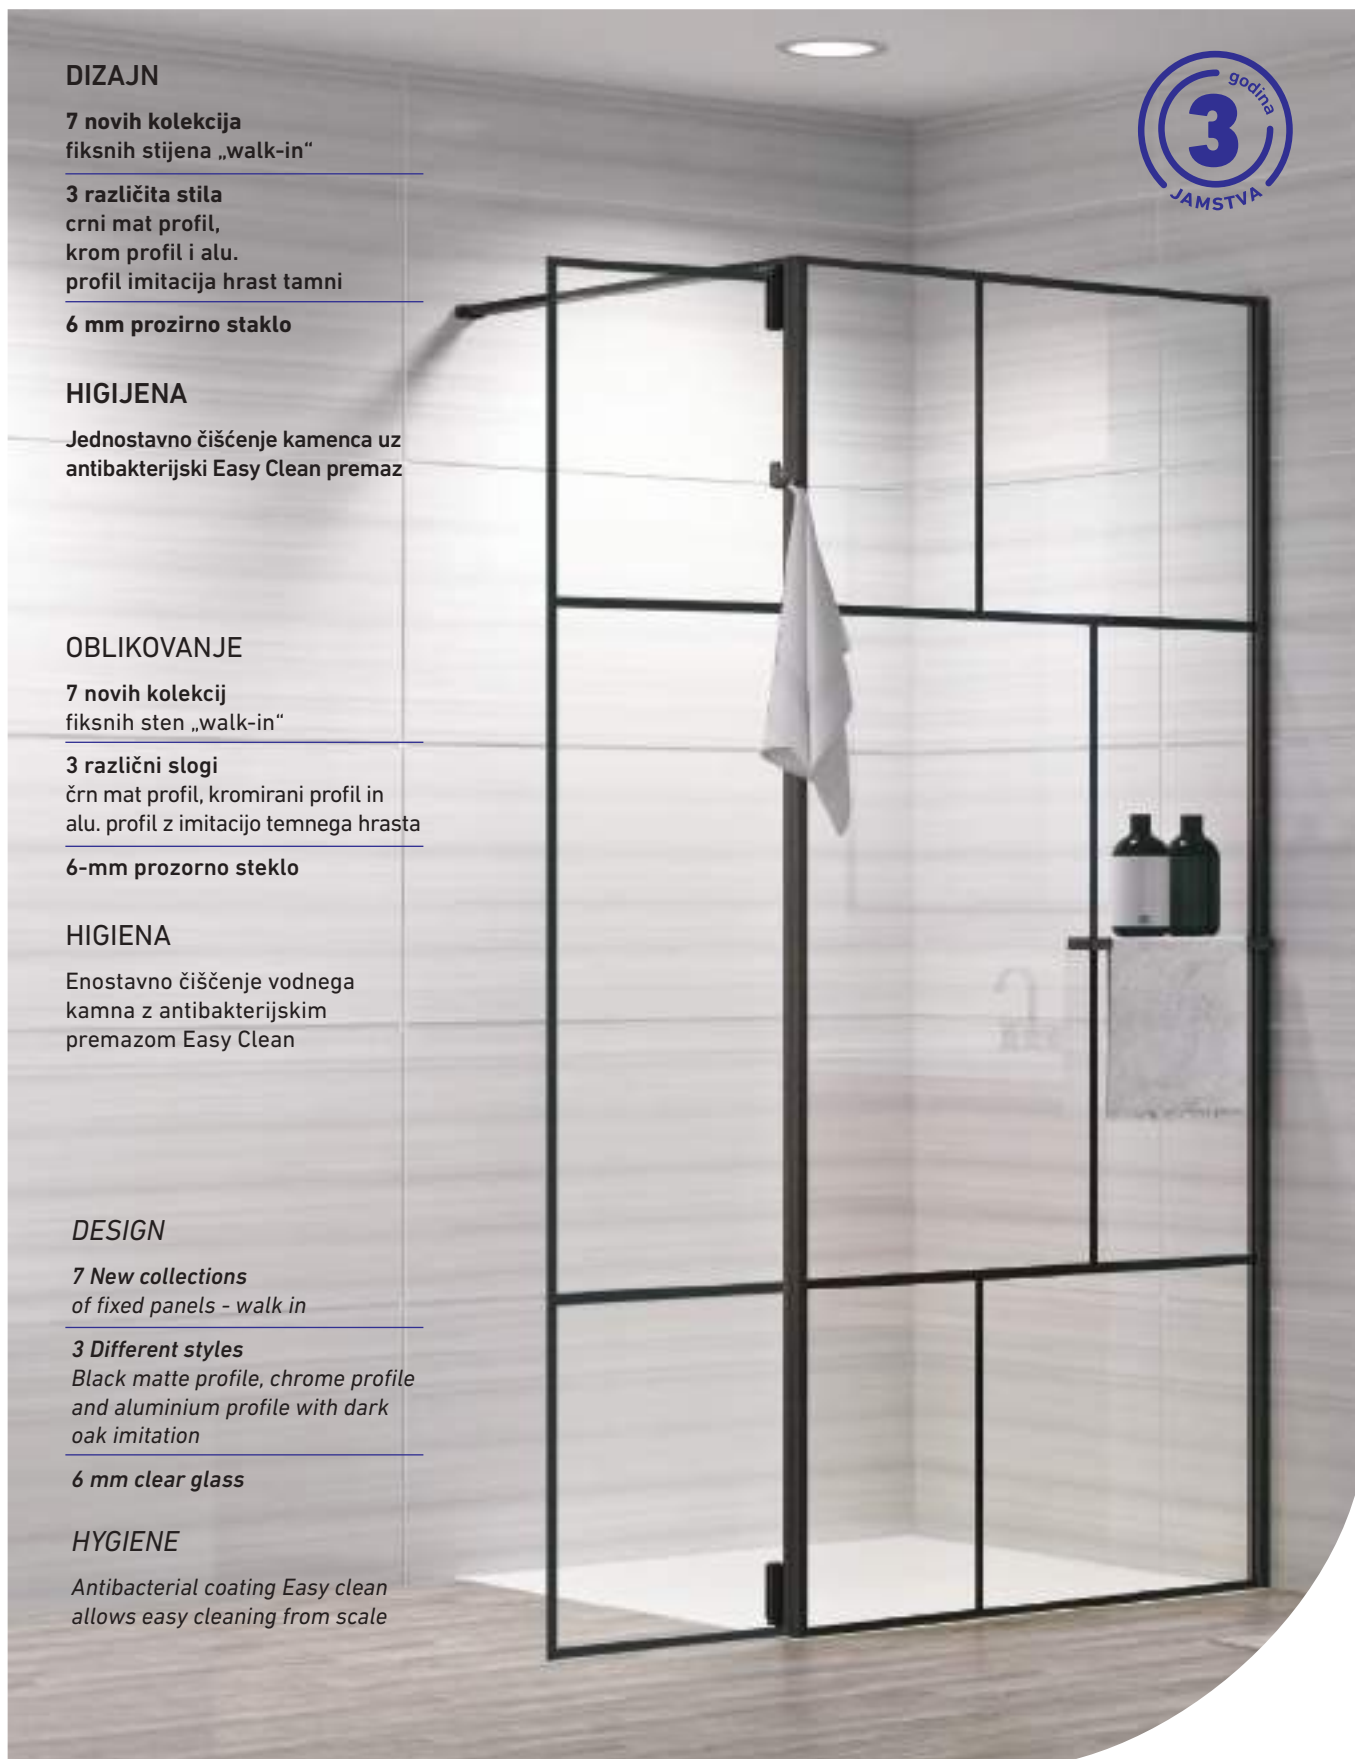 DIZAJN
7 novih kolekcija
fiksnih stijena „walk-in“
3 različita stila
crni mat profil,
krom profil i alu.
profil imitacija hrast tamni
6 mm prozirno staklo
HIGIJENA
Jednostavno čišćenje kamenca uz
antibakterijski Easy Clean premaz
godina
3
JAMSTVA
OBLIKOVANJE
7 novih kolekcij
fiksnih sten „walk-in“
3 različni slogi
črn mat profil, kromirani profil in
alu. profil z imitacijo temnega hrasta
6-mm prozorno steklo
HIGIENA
Enostavno čiščenje vodnega
kamna z antibakterijskim
premazom Easy Clean
DESIGN
7 New collections
of fixed panels - walk in
3 Different styles
Black matte profile, chrome profile
and aluminium profile with dark
oak imitation
6 mm clear glass
HYGIENE
Antibacterial coating Easy clean
allows easy cleaning from scale